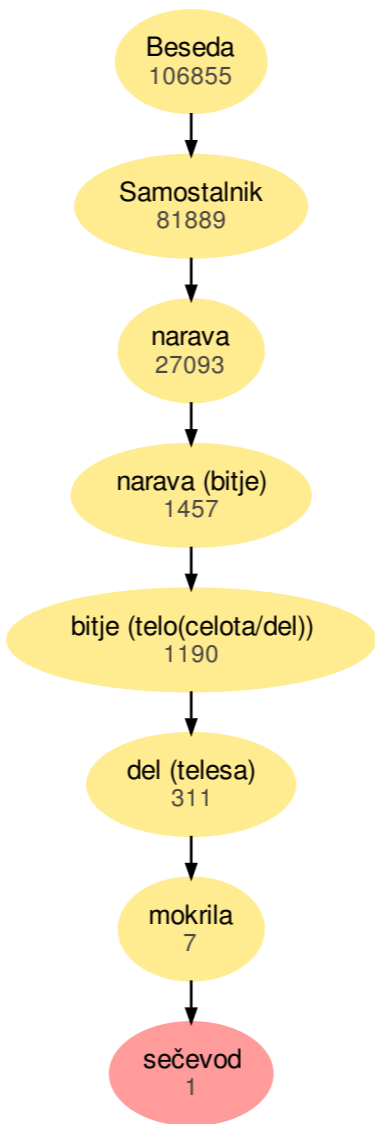 Beseda
106855
Samostalnik
81889
narava
27093
narava (bitje)
1457
bitje (telo(celota/del))
1190
del (telesa)
311
mokrila
7
sečevod
1